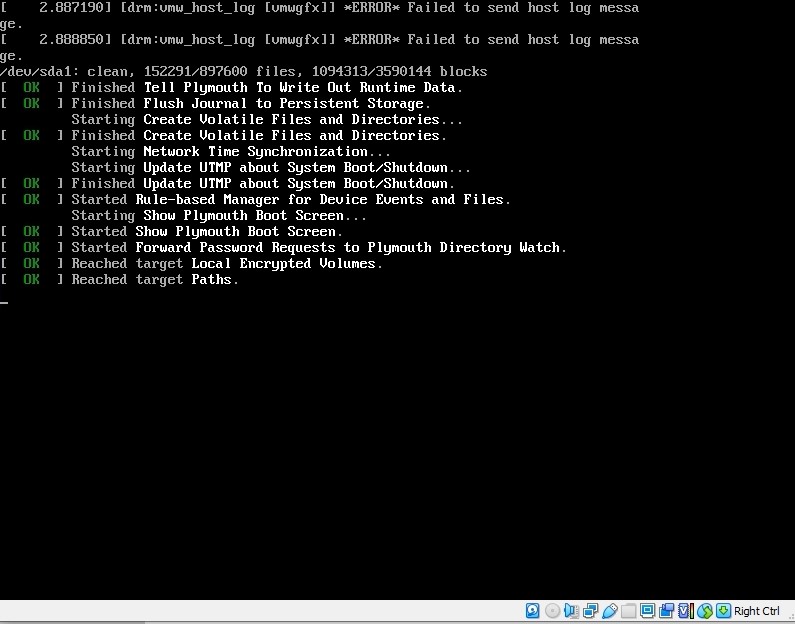 [    2.887190] [drm:vmw_host_log [vmwgfx]] *ERROR* Failed to send host log messa
ge.
[    2.888850] [drm:vmw_host_log [vmwgfx]] *ERROR* Failed to send host log messa
ge.
/dev/sda1: clean, 152291/897600 files, 1094313/3590144 blocks
[  OK  ] Finished Tell Plymouth To Write Out Runtime Data.
[  OK  ] Finished Flush Journal to Persistent Storage.
         Starting Create Volatile Files and Directories...
[  OK  ] Finished Create Volatile Files and Directories.
         Starting Network Time Synchronization...
         Starting Update UTMP about System Boot/Shutdown...
[  OK  ] Finished Update UTMP about System Boot/Shutdown.
[  OK  ] Started Rule-based Manager for Device Events and Files.
         Starting Show Plymouth Boot Screen...
[  OK  ] Started Show Plymouth Boot Screen.
[  OK  ] Started Forward Password Requests to Plymouth Directory Watch.
[  OK  ] Reached target Local Encrypted Volumes.
[  OK  ] Reached target Paths.
_
Right Ctrl